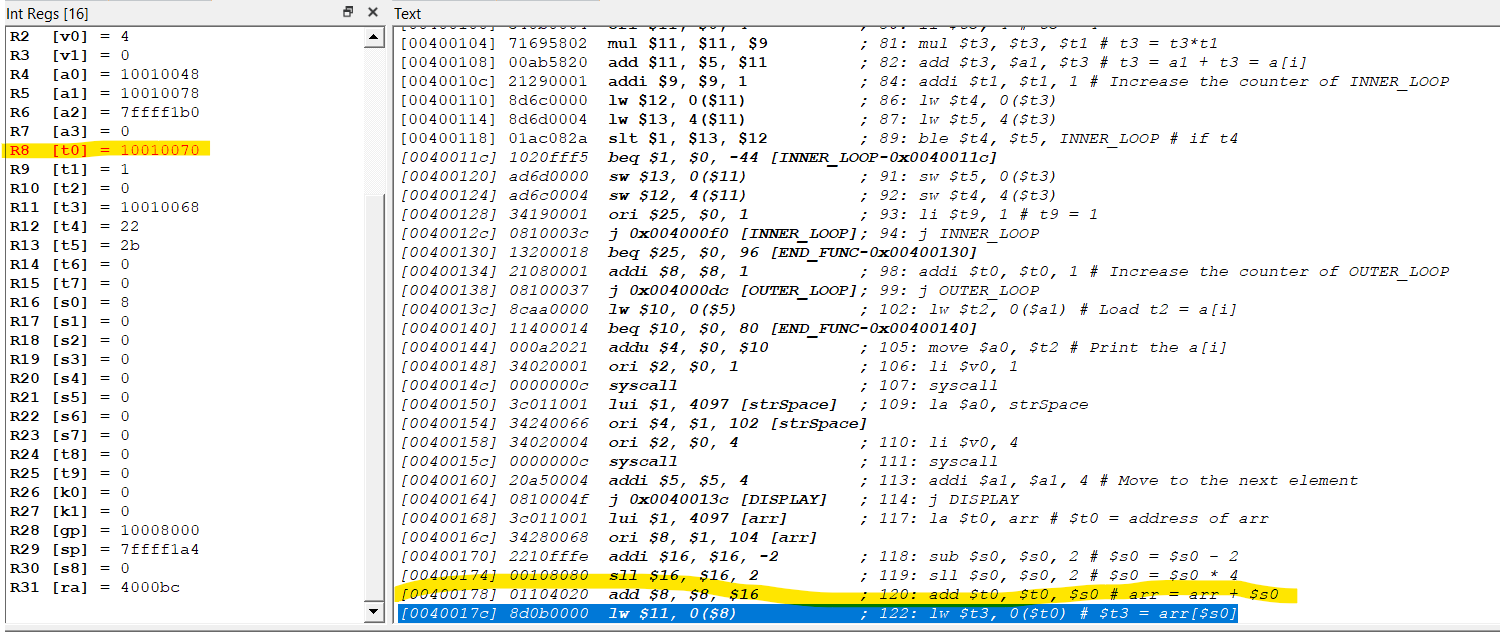 Int Regs [16]
R2 [v0] = 4
R3 [v1] = 0
R4 [a0] = 10010048
R5 [a1] = 10010078
R6 [a2] = 7ffff1b0
R7 [a3] = 0
R8 [t0] = 10010070
R9 [t1] = 1
R10 [t2] = 0
R11 [t3] = 10010068
R12 [t4] = 22
R13 [t5] = 2b
R14 [t6] = 0
R15 [t7] = 0
R16 [s0] = 8
R17 [s1] = 0
R18 [s2] = 0
R19 [s3] = 0
R20 [s4] = 0
R21 [s5] = 0
R22 [s6] = 0
R23 [s7] = 0
R24 [t8] = 0
R25 [t9] = 0
R26 [k0] = 0
R27 [k1] = 0
R28 [gp] = 10008000
R29 [sp] = 7ffff1a4
R30 [s8] = 0
R31 [ra] = 4000bc
Text
[00400104] 71695802 mul $11, $11, $9 ; 81: mul $t3, $t3, $t1 # t3 = t3*t1
[00400108] 00ab5820 add $11, $5, $11 ; 82: add $t3, $a1, $t3 # t3 = a1 + t3 = a[i]
[0040010c] 21290001 addi $9, $9, 1 ; 84: addi $t1, $t1, 1 # Increase the counter of INNER_LOOP
[00400110] 8d6c0000 lw $12, 0($11) ; 86: lw $t4, 0($t3)
[00400114] 8d6d0004 lw $13, 4($11) ; 87: lw $t5, 4($t3)
[00400118] 01ac082a slt $1, $13, $12 ; 89: ble $t4, $t5, INNER_LOOP # if t4
[0040011c] 1020fff5 beq $1, $0, -44 [INNER_LOOP-0x0040011c]
[00400120] ad6d0000 sw $13, 0($11) ; 91: sw $t5, 0($t3)
[00400124] ad6c0004 sw $12, 4($11) ; 92: sw $t4, 4($t3)
[00400128] 34190001 ori $25, $0, 1 ; 93: li $t9, 1 # t9 = 1
[0040012c] 0810003c j 0x004000f0 [INNER_LOOP]; 94: j INNER_LOOP
[00400130] 13200018 beq $25, $0, 96 [END_FUNC-0x00400130]
[00400134] 21080001 addi $8, $8, 1 ; 98: addi $t0, $t0, 1 # Increase the counter of OUTER_LOOP
[00400138] 08100037 j 0x004000dc [OUTER_LOOP]; 99: j OUTER_LOOP
[0040013c] 8caa0000 lw $10, 0($5) ; 102: lw $t2, 0($a1) # Load t2 = a[i]
[00400140] 11400014 beq $10, $0, 80 [END_FUNC-0x00400140]
[00400144] 000a2021 addu $4, $0, $10 ; 105: move $a0, $t2 # Print the a[i]
[00400148] 34020001 ori $2, $0, 1 ; 106: li $v0, 1
[0040014c] 0000000c syscall ; 107: syscall
[00400150] 3c011001 lui $1, 4097 [strSpace] ; 109: la $a0, strSpace
[00400154] 34240066 ori $4, $1, 102 [strSpace]
[00400158] 34020004 ori $2, $0, 4 ; 110: li $v0, 4
[0040015c] 0000000c syscall ; 111: syscall
[00400160] 20a50004 addi $5, $5, 4 ; 113: addi $a1, $a1, 4 # Move to the next element
[00400164] 0810004f j 0x0040013c [DISPLAY] ; 114: j DISPLAY
[00400168] 3c011001 lui $1, 4097 [arr] ; 117: la $t0, arr # $t0 = address of arr
[0040016c] 34280068 ori $8, $1, 104 [arr]
[00400170] 2210fffe addi $16, $16, -2 ; 118: sub $s0, $s0, 2 # $s0 = $s0 - 2
[00400174] 00108080 sll $16, $16, 2 ; 119: sll $s0, $s0, 2 # $s0 = $s0 * 4
[00400178] 01104020 add $8, $8, $16 ; 120: add $t0, $t0, $s0 # arr = arr + $s0
[0040017c] 8d0b0000 lw $11, 0($8) ; 122: lw $t3, 0($t0) # $t3 = arr[$s0]